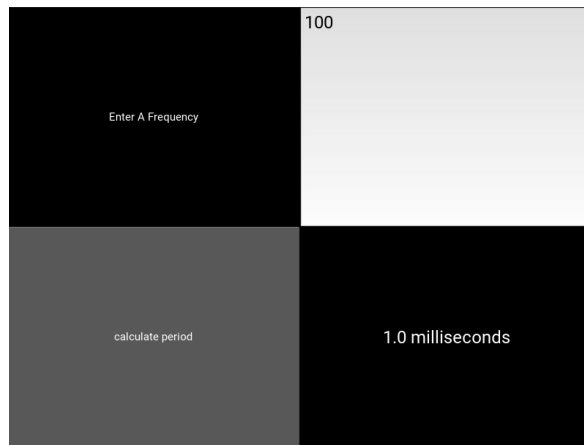 Enter A Frequency
100
calculate period
1.0 milliseconds